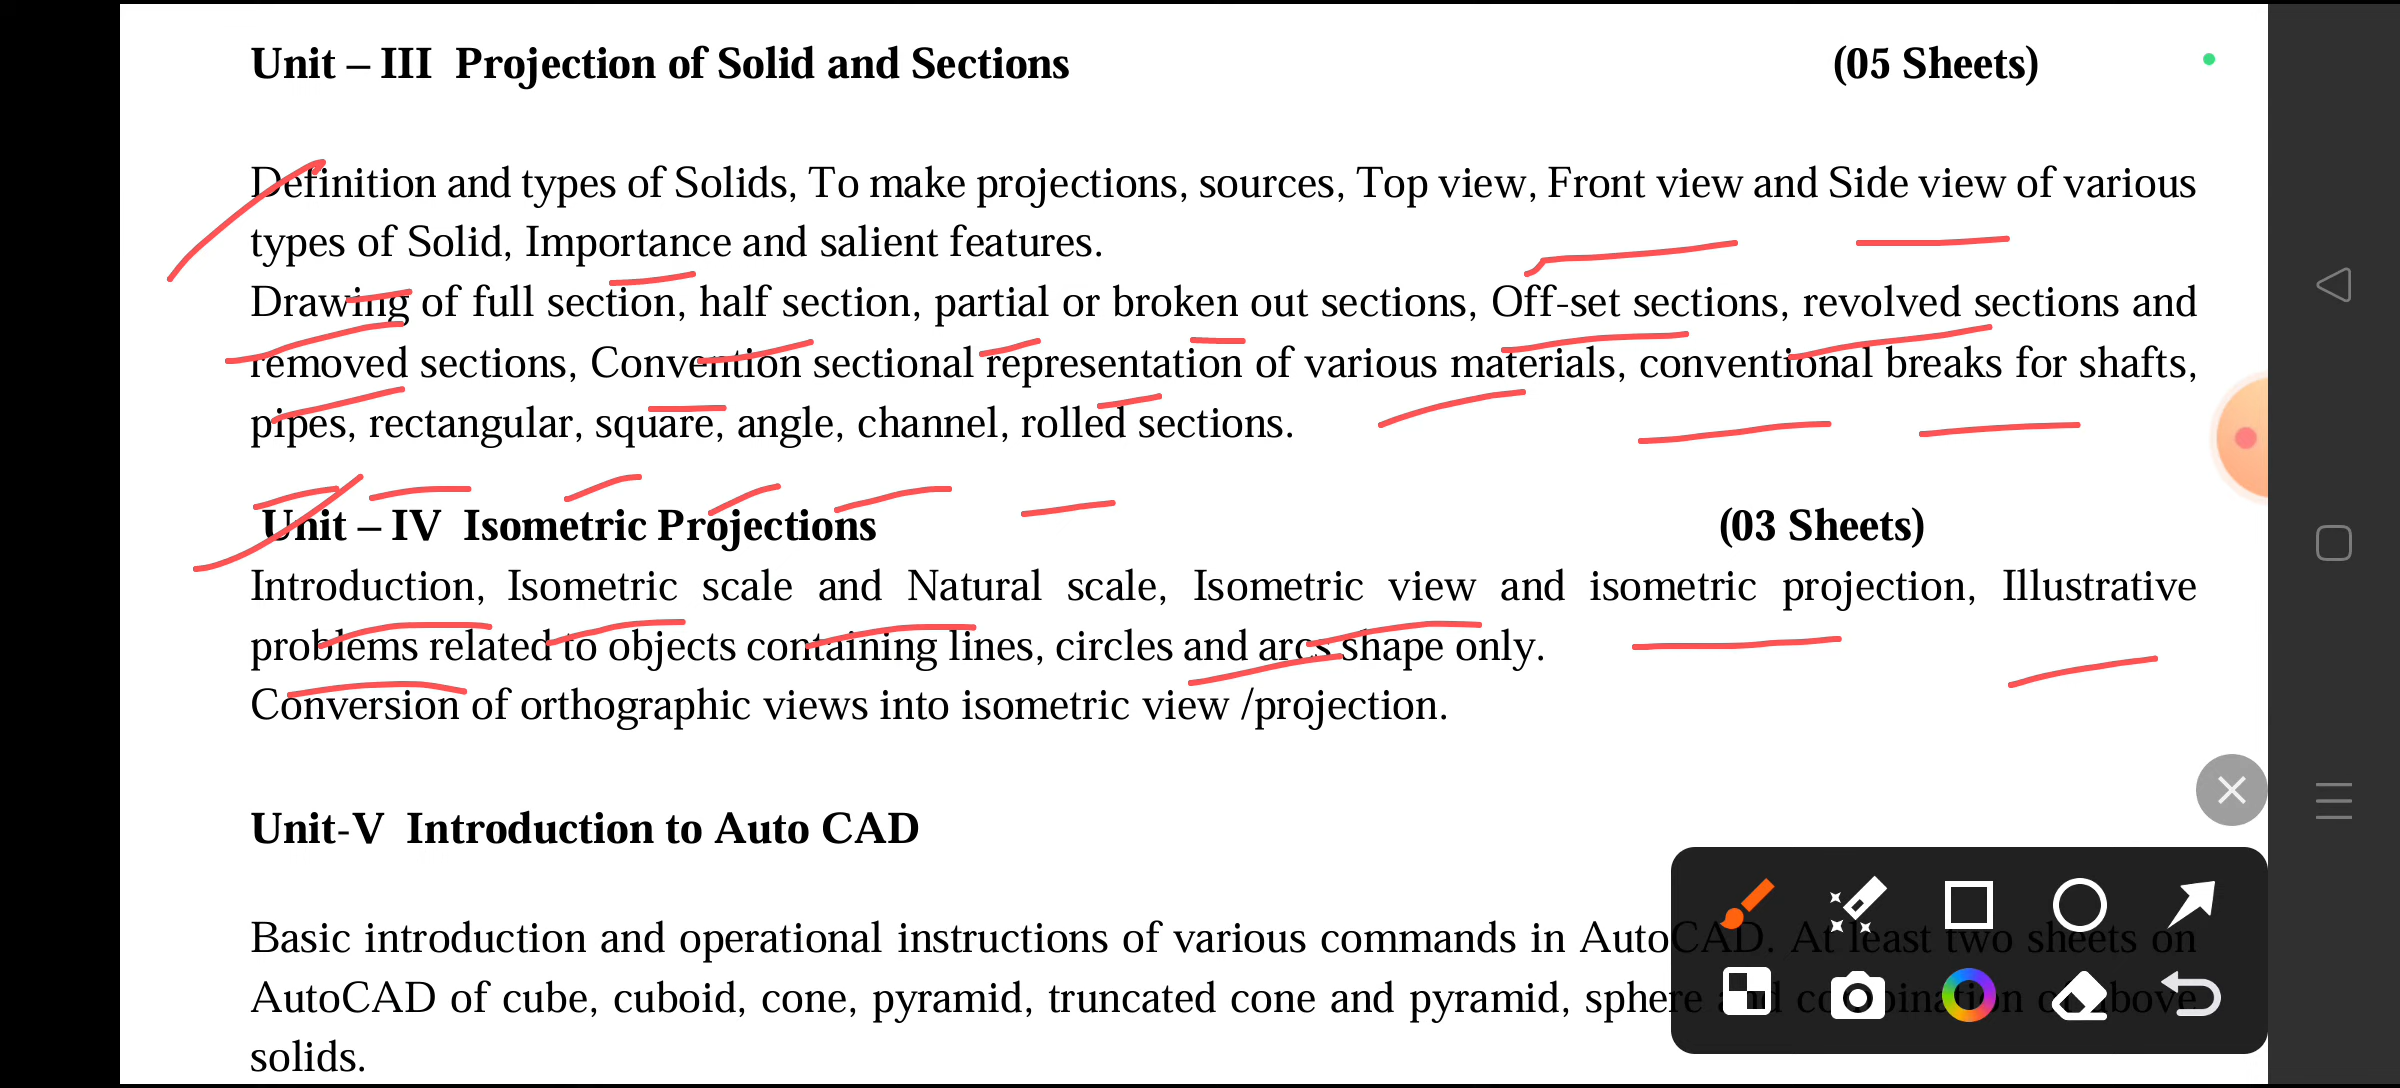 Unit – III Projection of Solid and Sections (05 Sheets)
Definition and types of Solids, To make projections, sources, Top view, Front view and Side view of various
types of Solid, Importance and salient features.
Drawing of full section, half section, partial or broken out sections, Off-set sections, revolved sections and
removed sections, Convention sectional representation of various materials, conventional breaks for shafts,
pipes, rectangular, square, angle, channel, rolled sections.
Unit – IV Isometric Projections (03 Sheets)
Introduction, Isometric scale and Natural scale, Isometric view and isometric projection, Illustrative
problems related to objects containing lines, circles and arcs shape only.
Conversion of orthographic views into isometric view /projection.
Unit-V Introduction to Auto CAD
Basic introduction and operational instructions of various commands in AutoCAD. At least two sheets on
AutoCAD of cube, cuboid, cone, pyramid, truncated cone and pyramid, sphere and combination of above
solids.